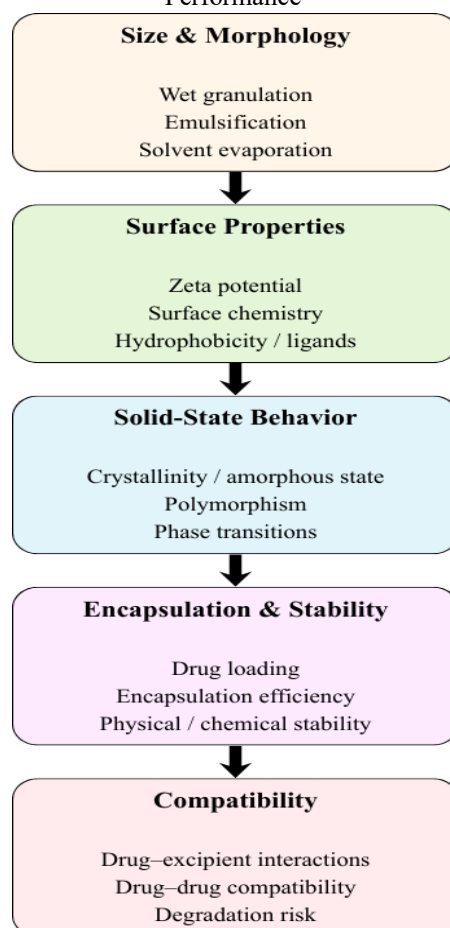 Performance
Size & Morphology
Wet granulation
Emulsification
Solvent evaporation
Surface Properties
Zeta potential
Surface chemistry
Hydrophobicity / ligands
Solid-State Behavior
Crystallinity / amorphous state
Polymorphism
Phase transitions
Encapsulation & Stability
Drug loading
Encapsulation efficiency
Physical / chemical stability
Compatibility
Drug–excipient interactions
Drug–drug compatibility
Degradation risk